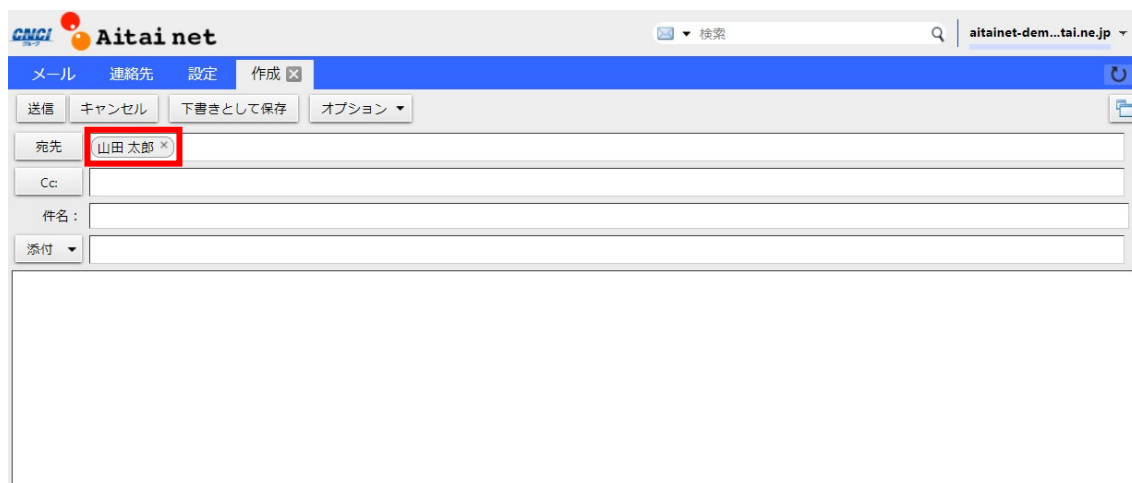 CNCI グループ Aitai net 検索 aitainet-dem...tai.ne.jp
メール 連絡先 設定 作成
送信 キャンセル 下書きとして保存 オプション
宛先 山田 太郎 ×
Cc:
件名：
添付